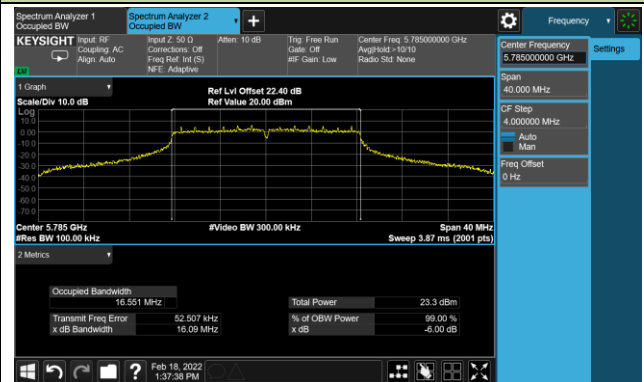 Spectrum Analyzer 1
Occupied BW
Spectrum Analyzer 2
Occupied BW
Frequency
KEYSIGHT
Input: RF
Coupling: AC
Align: Auto
Input Z: 50 Ω
Corrections: Off
Freq Ref: Int (S)
NFE: Adaptive
Atten: 10 dB
Trig: Free Run
Gate: Off
#IF Gain: Low
Center Freq: 5.785000000 GHz
Avg|Hold:>10/10
Radio Std: None
Center Frequency
5.785000000 GHz
Settings
Span
40.000 MHz
CF Step
4.000000 MHz
Auto
Man
Freq Offset
0 Hz
1 Graph
Scale/Div 10.0 dB
Ref Lvl Offset 22.40 dB
Ref Value 20.00 dBm
Log
10.0
0.00
-10.0
-20.0
-30.0
-40.0
-50.0
-60.0
-70.0
Center 5.785 GHz
#Res BW 100.00 kHz
#Video BW 300.00 kHz
Span 40 MHz
Sweep 3.87 ms (2001 pts)
2 Metrics
Occupied Bandwidth
16.551 MHz
Transmit Freq Error 52.507 kHz
x dB Bandwidth 16.09 MHz
Total Power 23.3 dBm
% of OBW Power 99.00 %
x dB -6.00 dB
?
Feb 18, 2022
1:37:38 PM